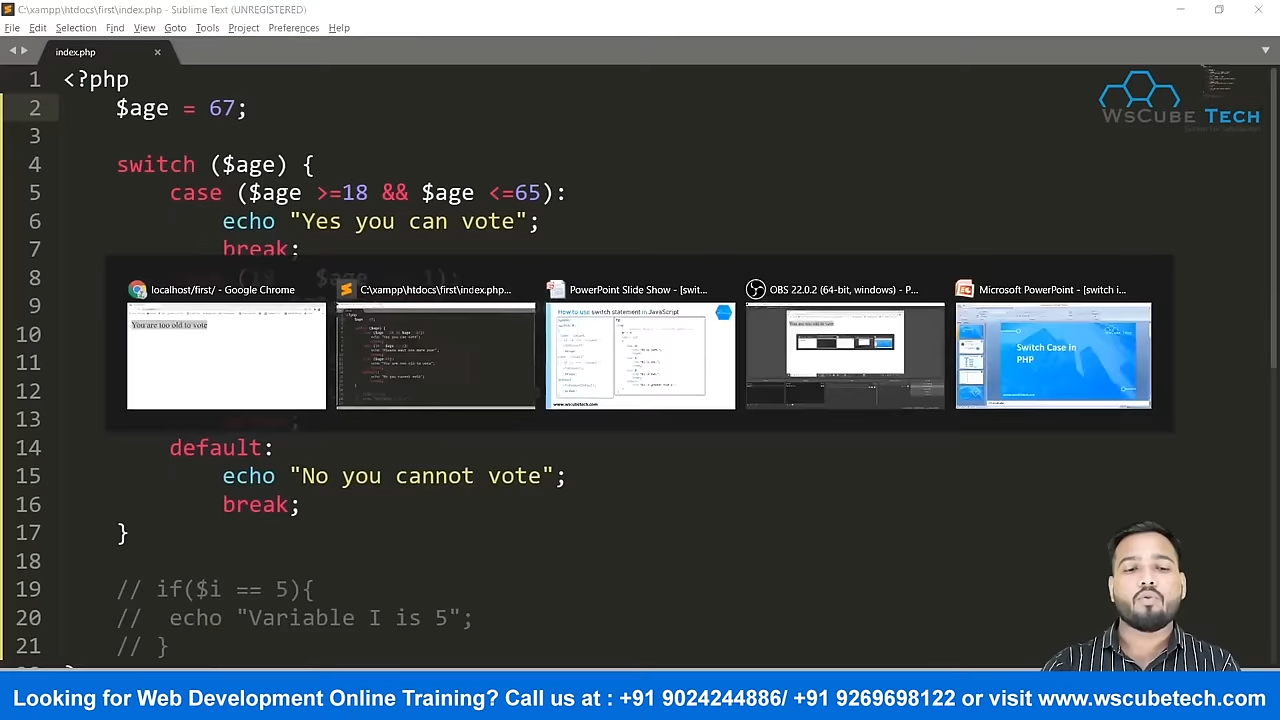 C:\xampp\htdocs\first\index.php - Sublime Text (UNREGISTERED)
File Edit Selection Find View Goto Tools Project Preferences Help
index.php
WsCube Tech
1 <?php
2 $age = 67;
3
4 switch ($age) {
5 case ($age >=18 && $age <=65):
6 echo "Yes you can vote";
7 break;
8 $age
9
10
11
12
13
14 default:
15 echo "No you cannot vote";
16 break;
17 }
18
19 // if($i == 5){
20 // echo "Variable I is 5";
21 // }
localhost/first/ - Google Chrome
You are too old to vote
C:\xampp\htdocs\first\index.php...
PowerPoint Slide Show - [swit...
How to use switch statement in JavaScript
www.wscubetech.com
OBS 22.0.2 (64-bit, windows) - P...
Microsoft PowerPoint - [switch i...
Switch Case in
PHP
Looking for Web Development Online Training? Call us at : +91 9024244886/ +91 9269698122 or visit www.wscubetech.com